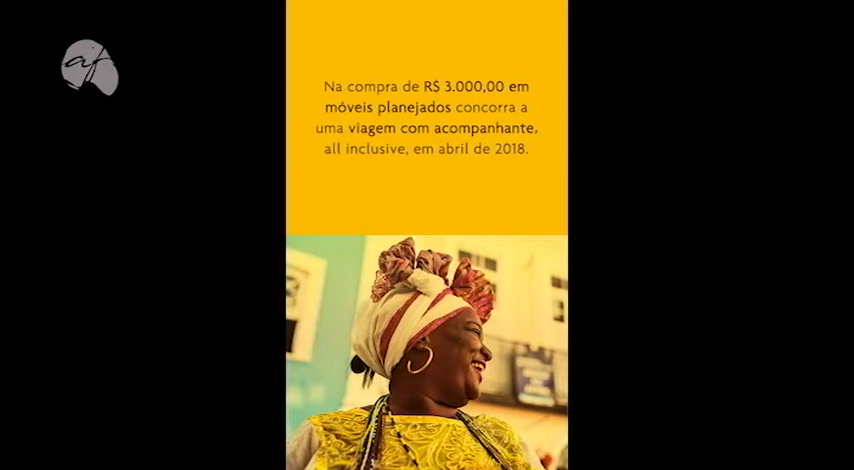 af
Na compra de R$ 3.000,00 em
móveis planejados concorra a
uma viagem com acompanhante,
all inclusive, em abril de 2018.